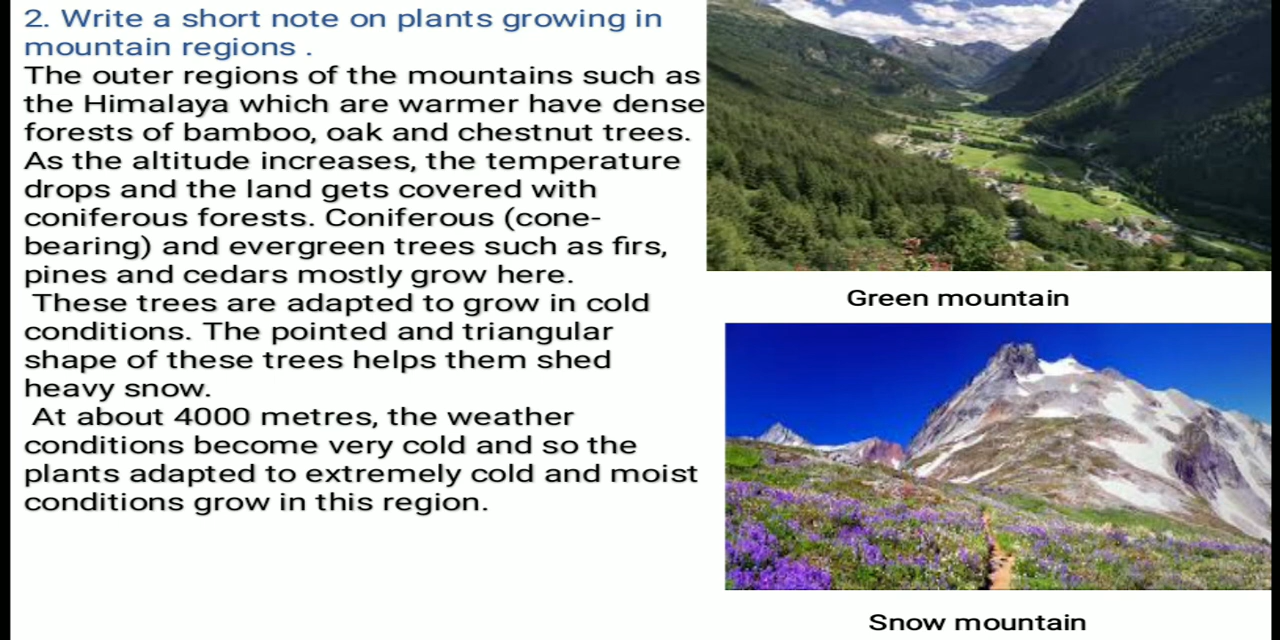 2. Write a short note on plants growing in
mountain regions .
The outer regions of the mountains such as
the Himalaya which are warmer have dense
forests of bamboo, oak and chestnut trees.
As the altitude increases, the temperature
drops and the land gets covered with
coniferous forests. Coniferous (cone-
bearing) and evergreen trees such as firs,
pines and cedars mostly grow here.
These trees are adapted to grow in cold
conditions. The pointed and triangular
shape of these trees helps them shed
heavy snow.
At about 4000 metres, the weather
conditions become very cold and so the
plants adapted to extremely cold and moist
conditions grow in this region.
Green mountain
Snow mountain